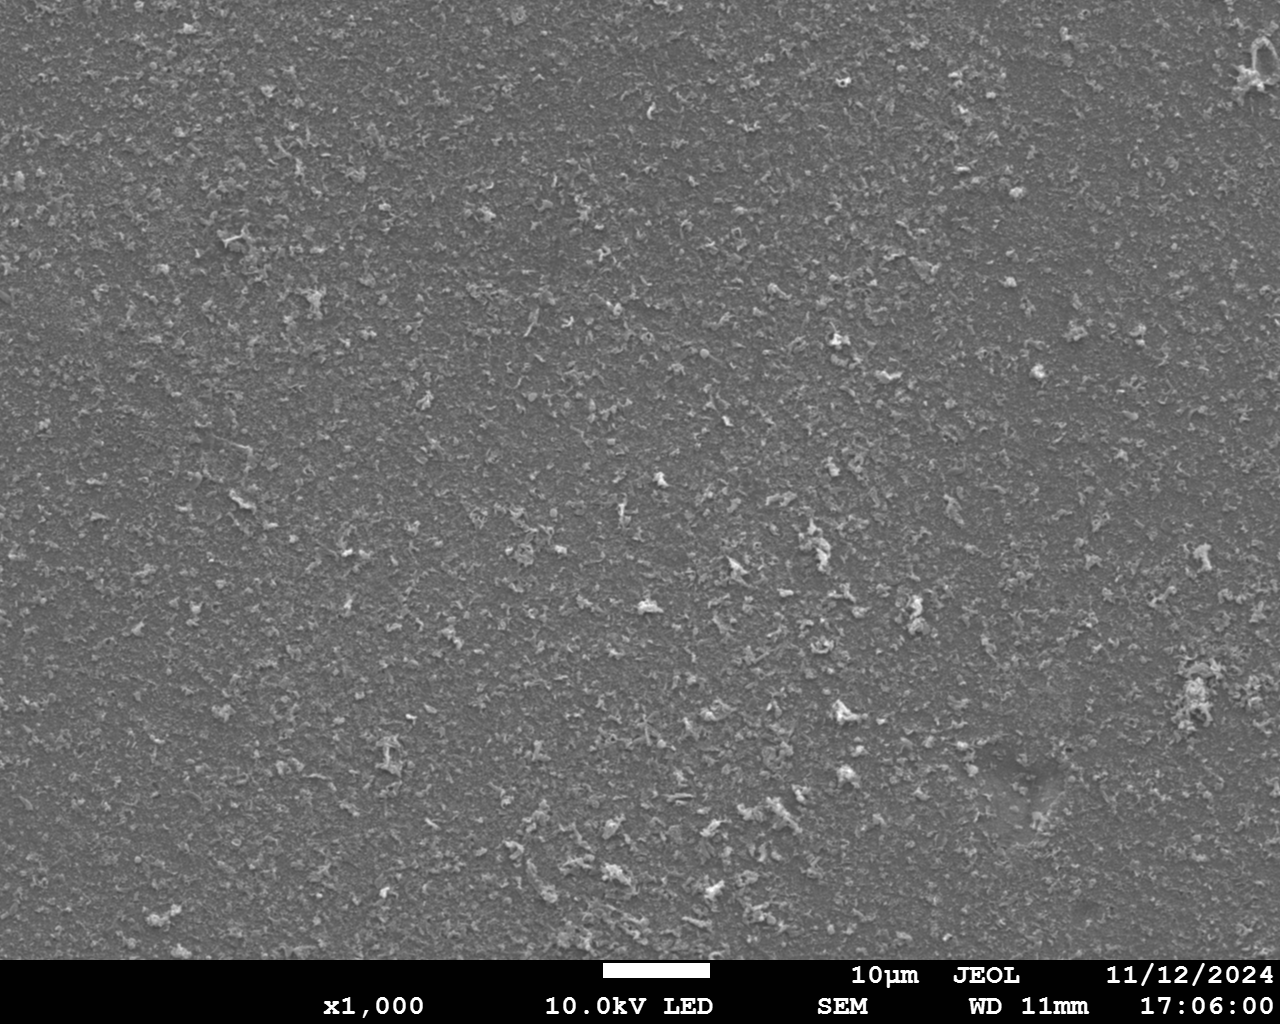 10µm JEOL 11/12/2024
x1,000 10.0kV LED SEM WD 11mm 17:06:00